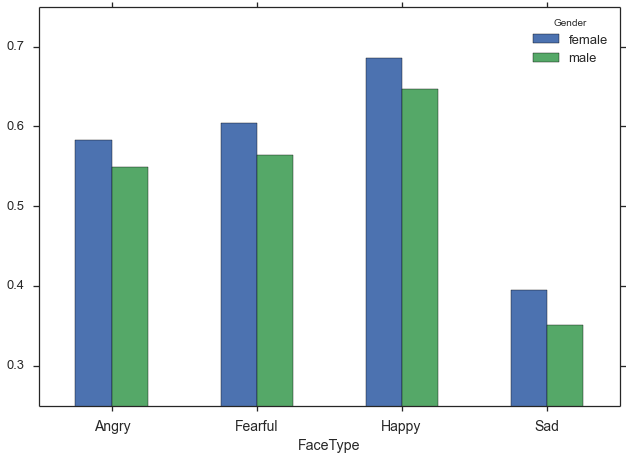 Gender
female
male
0.7
0.6
0.5
0.4
0.3
Angry
Fearful
Happy
Sad
FaceType